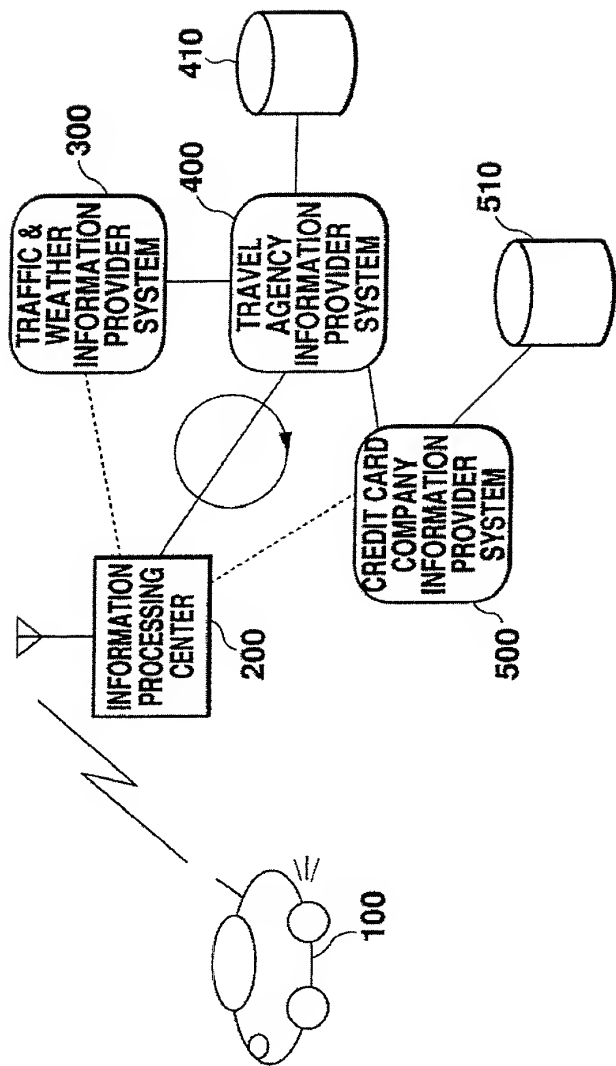 100
INFORMATION
PROCESSING
CENTER
200
TRAFFIC &
WEATHER
INFORMATION
PROVIDER
SYSTEM
300
TRAVEL
AGENCY
INFORMATION
PROVIDER
SYSTEM
400
410
CREDIT CARD
COMPANY
INFORMATION
PROVIDER
SYSTEM
500
510